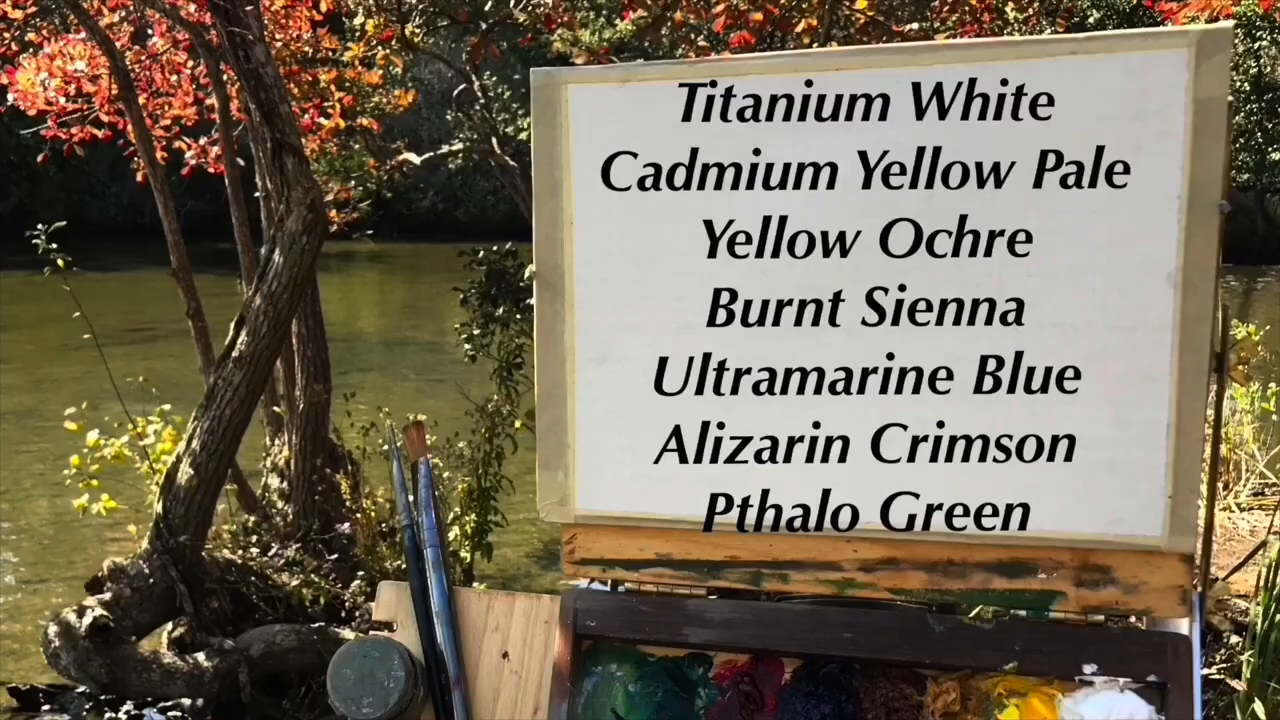 Titanium White
Cadmium Yellow Pale
Yellow Ochre
Burnt Sienna
Ultramarine Blue
Alizarin Crimson
Pthalo Green